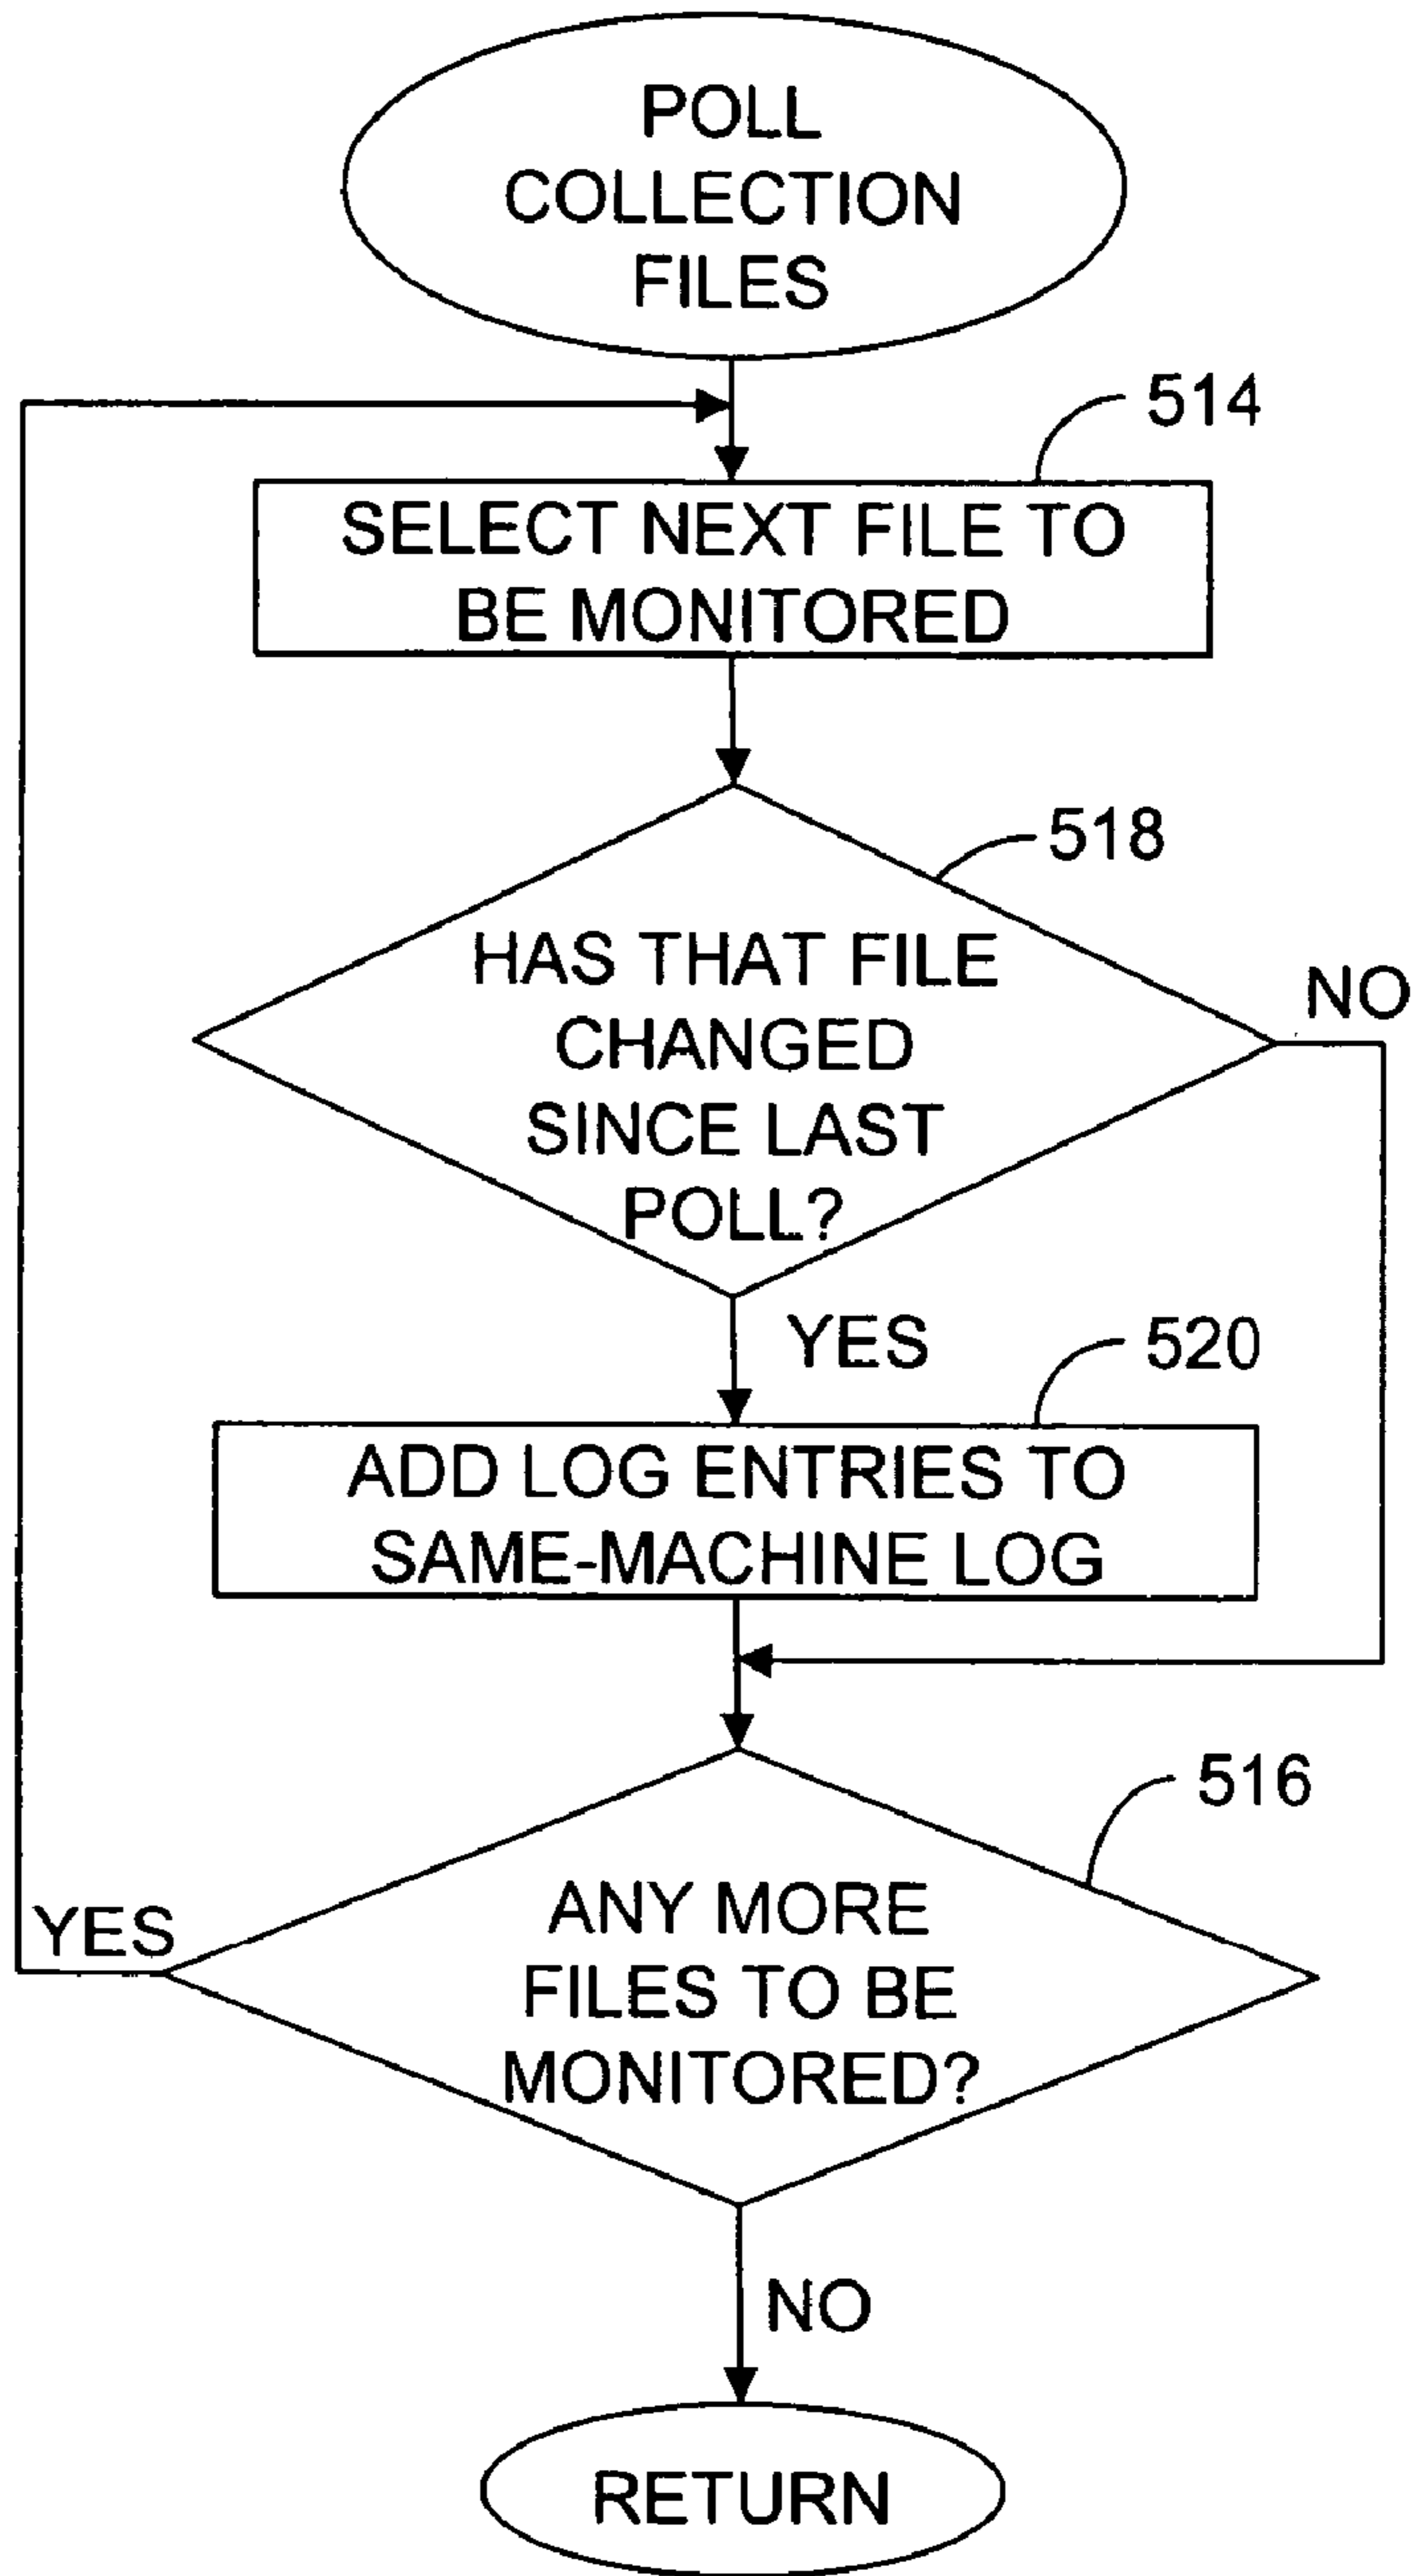 POLL
COLLECTION
FILES
514
SELECT NEXT FILE TO
BE MONITORED
518
HAS THAT FILE
CHANGED
SINCE LAST
POLL?
NO
YES
520
ADD LOG ENTRIES TO
SAME-MACHINE LOG
516
ANY MORE
FILES TO BE
MONITORED?
YES
NO
RETURN